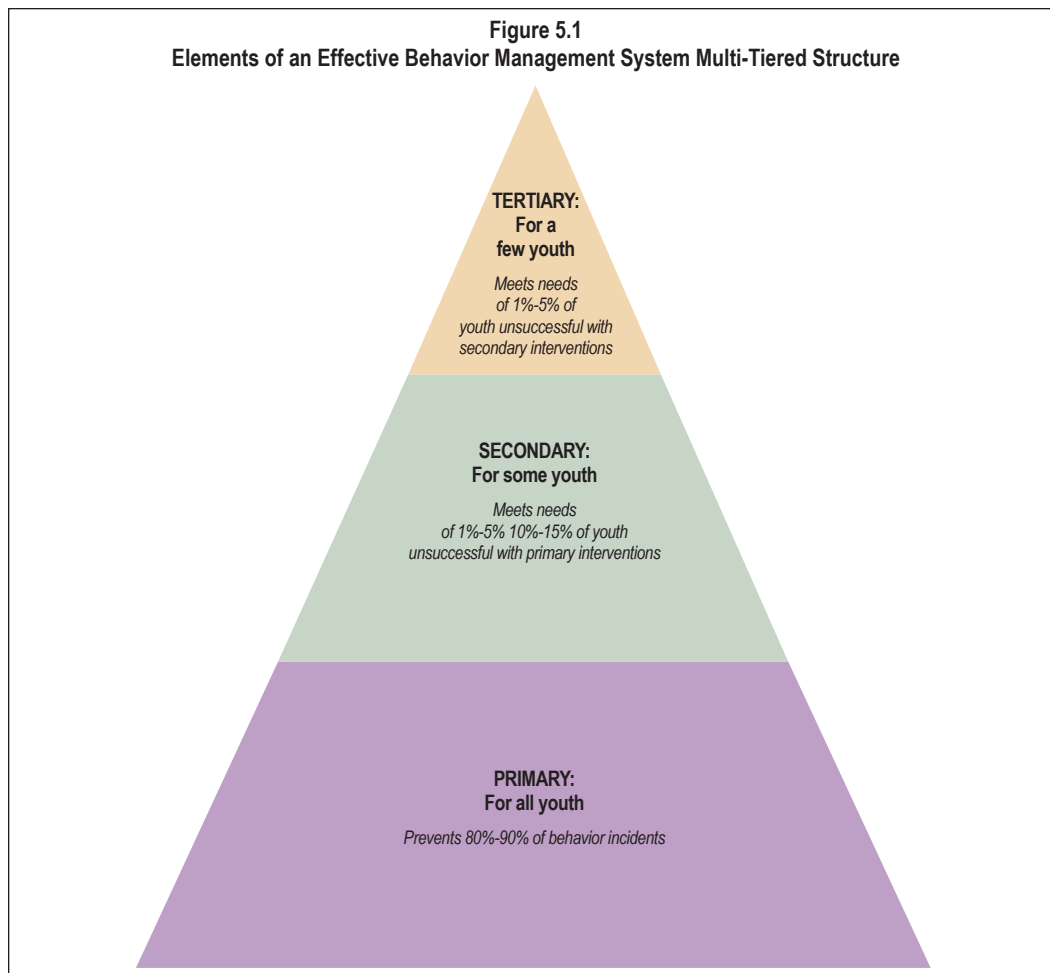 Figure 5.1
Elements of an Effective Behavior Management System Multi-Tiered Structure
TERTIARY:
For a
few youth
Meets needs
of 1%-5% of
youth unsuccessful with
secondary interventions
SECONDARY:
For some youth
Meets needs
of 1%-5% 10%-15% of youth
unsuccessful with primary interventions
PRIMARY:
For all youth
Prevents 80%-90% of behavior incidents